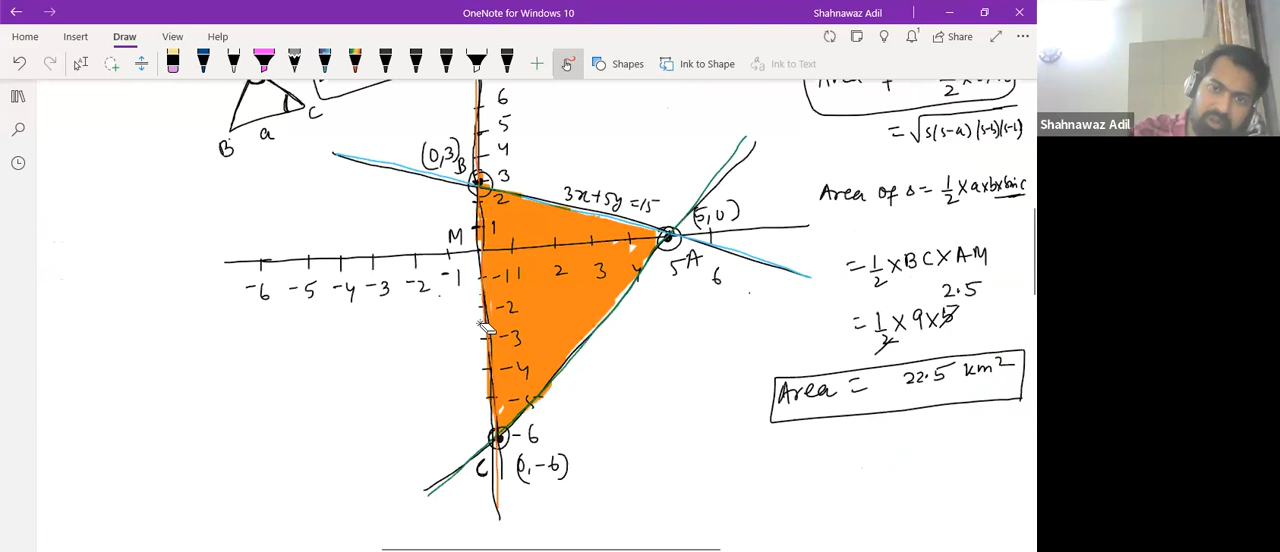 OneNote for Windows 10
Shahnawaz Adil
Home Insert Draw View Help
Share
Shapes
Ink to Shape
Ink to Text
Shahnawaz Adil
B
a
C
6
5
4
3
2
1
(0,3) B
3x+5y=15
(5,0)
M
A
-6 -5 -4 -3 -2 -1
1 2 3 4 5 6
-1
-2
-3
-4
-5
-6
C (0,-6)
Area
= √s(s-a)(s-b)(s-c)
Area of Δ = 1/2 × a×b×sinc
= 1/2 × BC × AM
2.5
= 1/2 × 9 × 5
Area = 22.5 km²